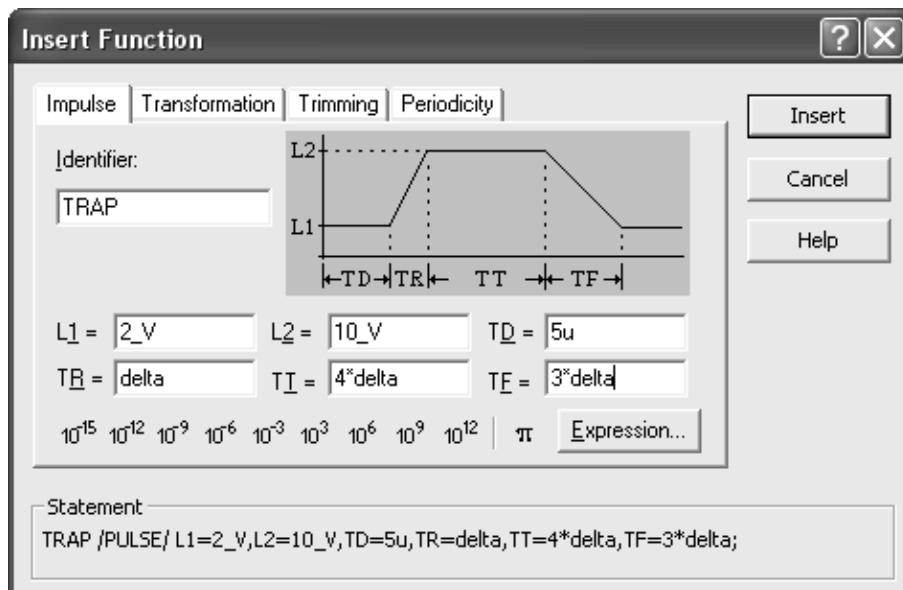 Insert Function
Impulse Transformation Trimming Periodicity
Insert
Cancel
Help
Identifier:
TRAP
L2
L1
TD TR TT TF
L1 = 2_V L2 = 10_V TD = 5u
TR = delta TT = 4*delta TF = 3*delta
10⁻¹⁵ 10⁻¹² 10⁻⁹ 10⁻⁶ 10⁻³ 10³ 10⁶ 10⁹ 10¹² π Expression...
Statement
TRAP /PULSE/ L1=2_V,L2=10_V,TD=5u,TR=delta,TT=4*delta,TF=3*delta;